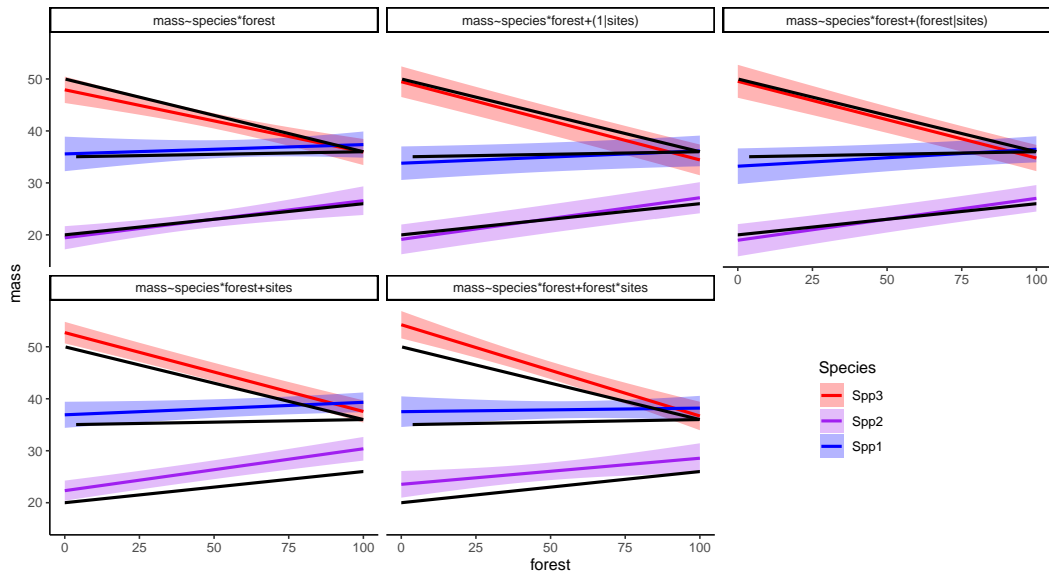 mass~species*forest
mass~species*forest+(1|sites)
mass~species*forest+(forest|sites)
50
40
30
20
0 25 50 75 100
mass~species*forest+sites
mass~species*forest+forest*sites
50
40
30
20
0 25 50 75 100
0 25 50 75 100
mass
forest
Species
Spp3
Spp2
Spp1